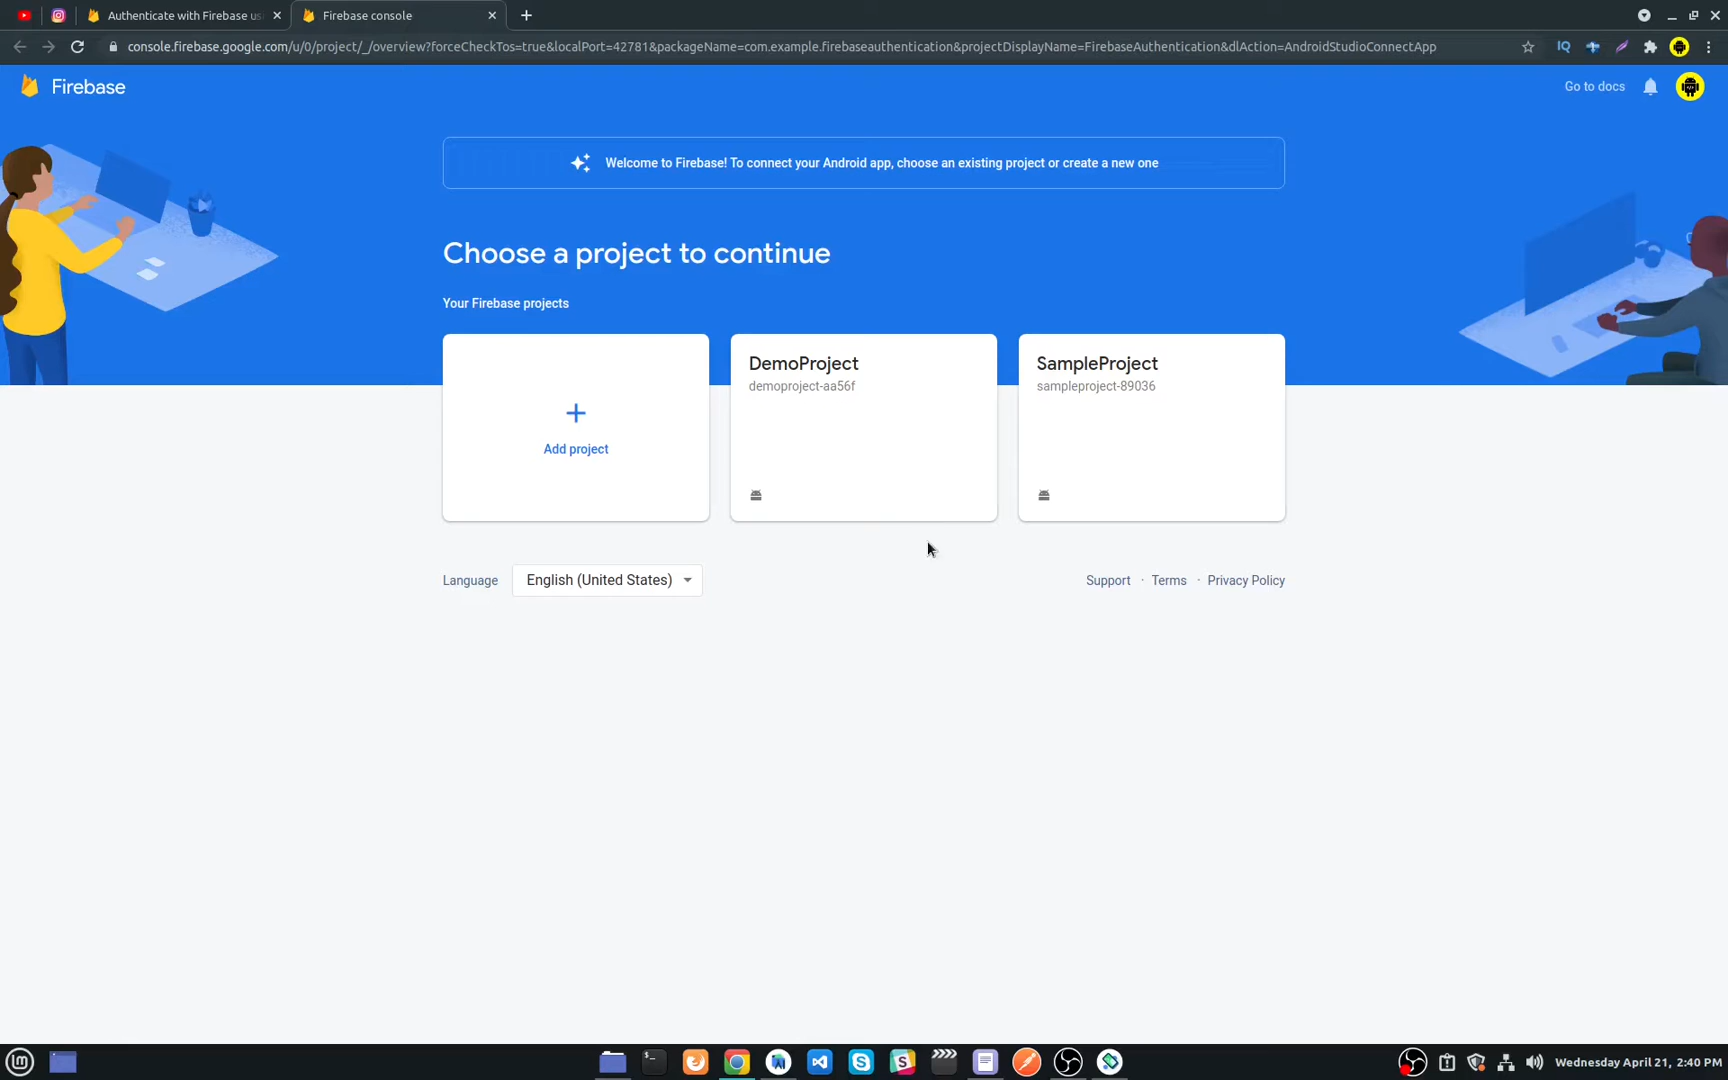 Authenticate with Firebase us
Firebase console
console.firebase.google.com/u/0/project/_/overview?forceCheckTos=true&localPort=42781&packageName=com.example.firebaseauthentication&projectDisplayName=FirebaseAuthentication&dlAction=AndroidStudioConnectApp
IQ
Firebase
Go to docs
Welcome to Firebase! To connect your Android app, choose an existing project or create a new one
Choose a project to continue
Your Firebase projects
Add project
DemoProject
demoproject-aa56f
SampleProject
sampleproject-89036
Language
English (United States)
Support · Terms · Privacy Policy
Wednesday April 21, 2:40 PM